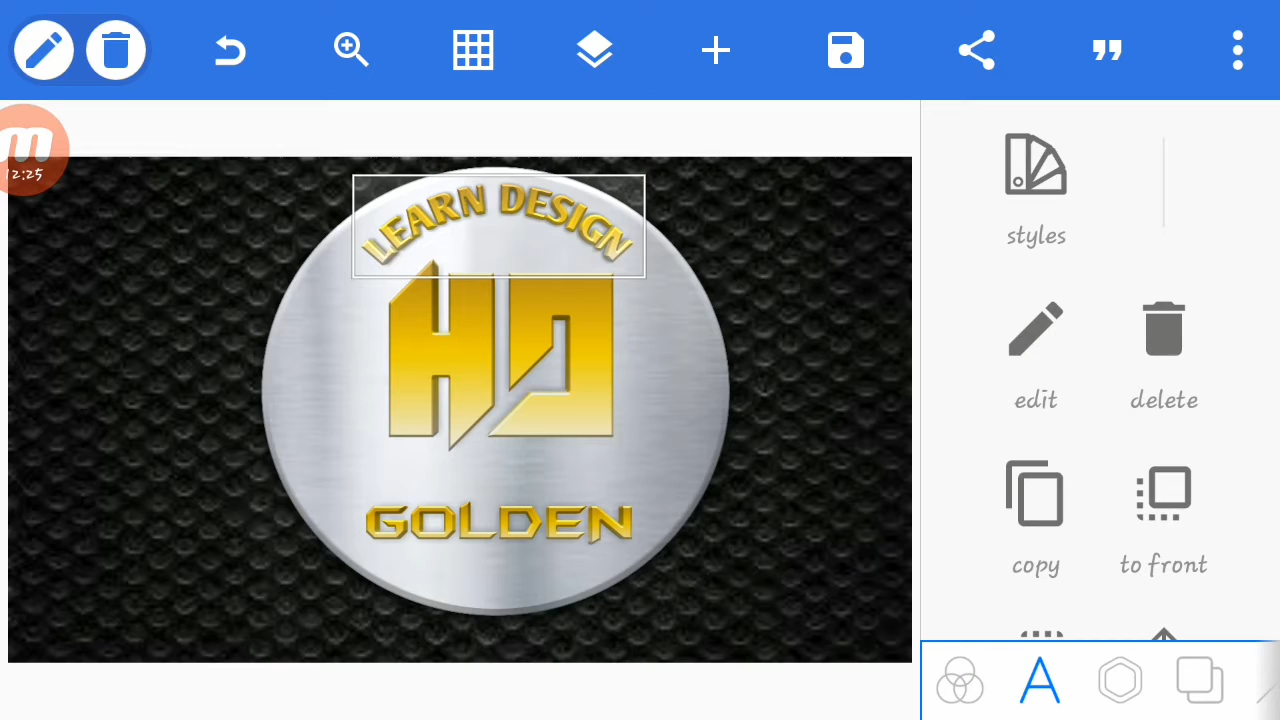 12:25
LEARN DESIGN
HD
GOLDEN
styles
edit
delete
copy
to front